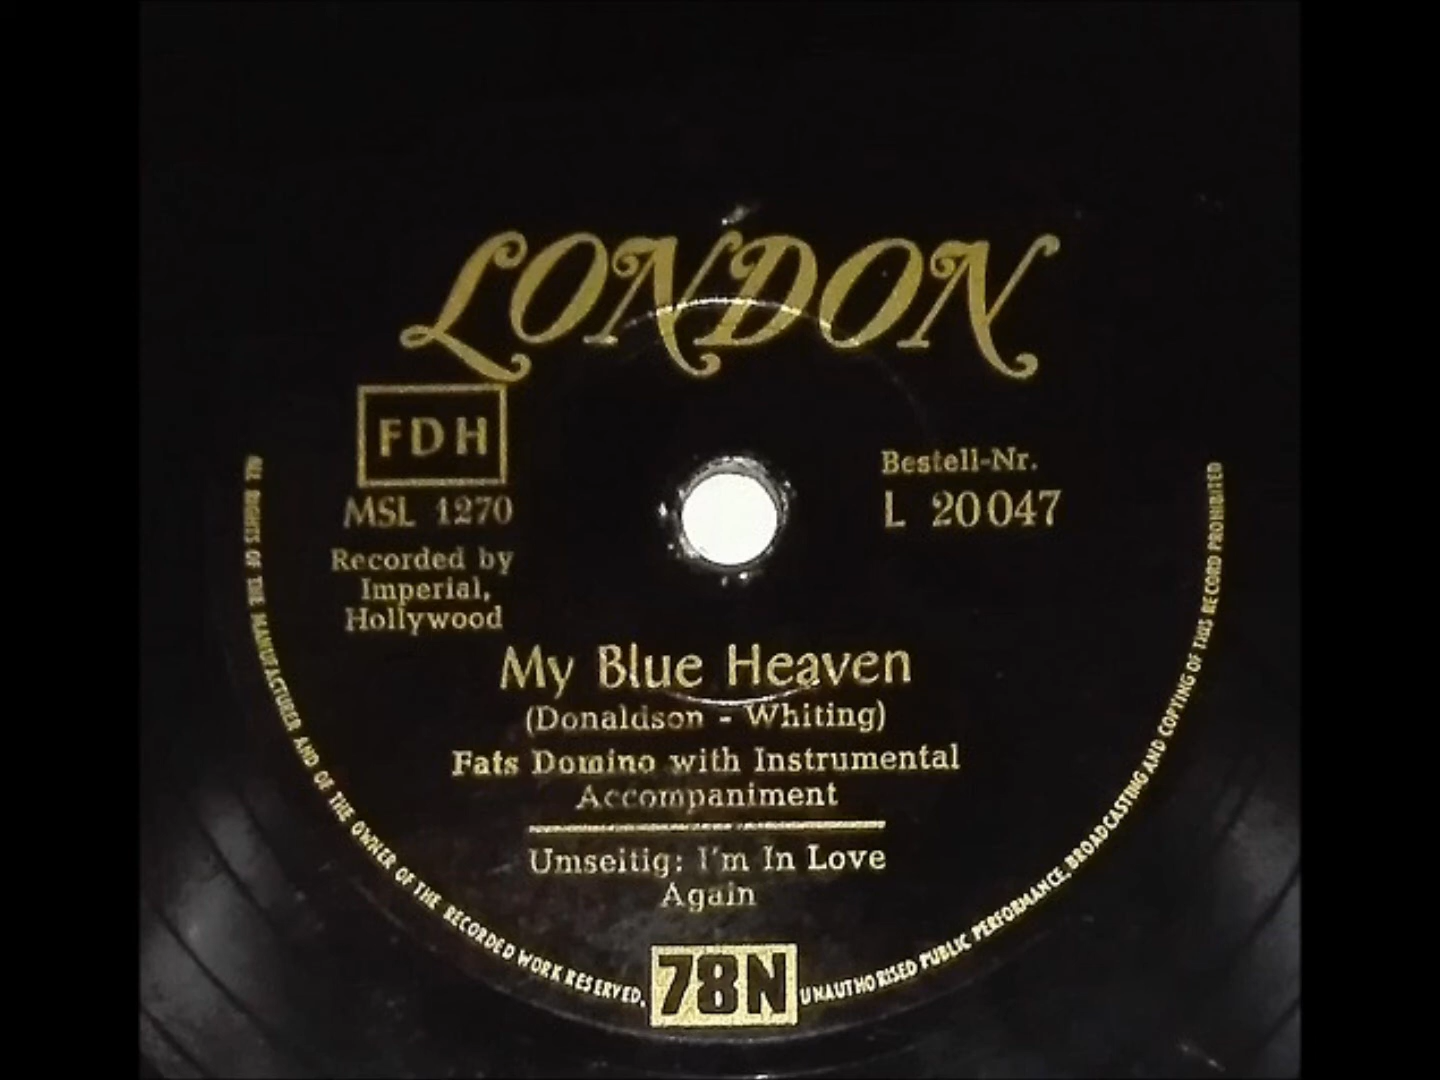 LONDON
FDH
MSL 1270
Recorded by
Imperial,
Hollywood
Bestell-Nr.
L 20047
My Blue Heaven
(Donaldson - Whiting)
Fats Domino with Instrumental
Accompaniment
Umseitig: I'm In Love
Again
78N
ALL RIGHTS OF THE MANUFACTURER AND OF THE OWNER OF THE RECORDED WORK RESERVED.
UNAUTHORISED PUBLIC PERFORMANCE, BROADCASTING AND COPYING OF THIS RECORD PROHIBITED